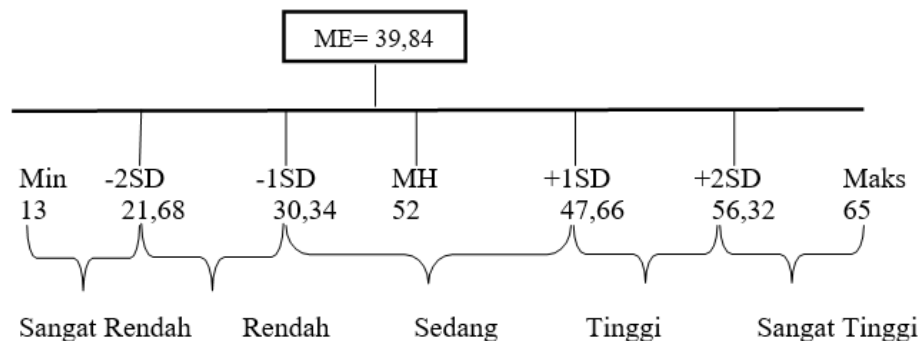 ME= 39,84
Min -2SD -1SD MH +1SD +2SD Maks
13 21,68 30,34 52 47,66 56,32 65
Sangat Rendah Rendah Sedang Tinggi Sangat Tinggi